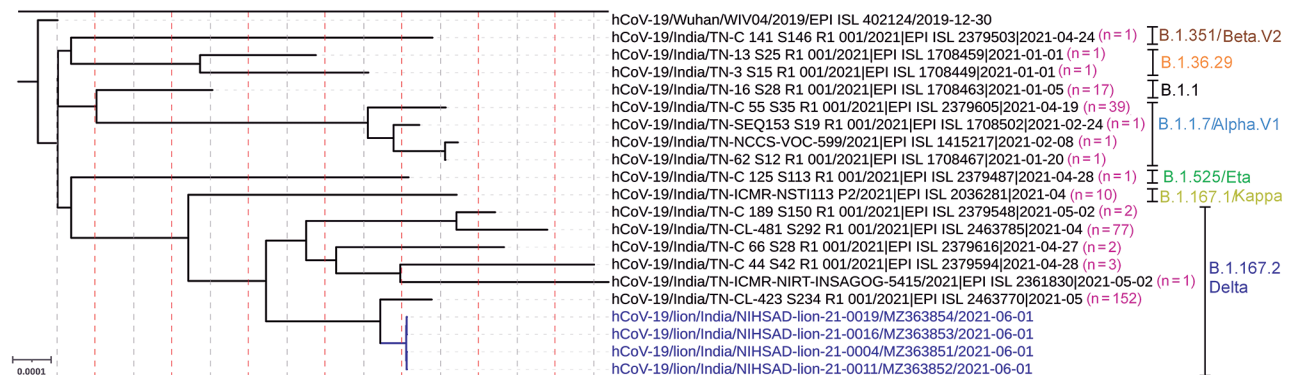 hCoV-19/Wuhan/WIV04/2019/EPI ISL 402124/2019-12-30
hCoV-19/India/TN-C 141 S146 R1 001/2021|EPI ISL 2379503|2021-04-24 (n=1) B.1.351/Beta.V2
hCoV-19/India/TN-13 S25 R1 001/2021|EPI ISL 1708459|2021-01-01 (n=1)
B.1.36.29
hCoV-19/India/TN-3 S15 R1 001/2021|EPI ISL 1708449|2021-01-01 (n=1)
hCoV-19/India/TN-16 S28 R1 001/2021|EPI ISL 1708463|2021-01-05 (n=17) B.1.1
hCoV-19/India/TN-C 55 S35 R1 001/2021|EPI ISL 2379605|2021-04-19 (n=39)
hCoV-19/India/TN-SEQ153 S19 R1 001/2021|EPI ISL 1708502|2021-02-24 (n=1) B.1.1.7/Alpha.V1
hCoV-19/India/TN-NCCS-VOC-599/2021|EPI ISL 1415217|2021-02-08 (n=1)
hCoV-19/India/TN-62 S12 R1 001/2021|EPI ISL 1708467|2021-01-20 (n=1)
hCoV-19/India/TN-C 125 S113 R1 001/2021|EPI ISL 2379487|2021-04-28 (n=1) B.1.525/Eta
hCoV-19/India/TN-ICMR-NSTI113 P2/2021|EPI ISL 2036281|2021-04 (n=10) B.1.167.1/Kappa
hCoV-19/India/TN-C 189 S150 R1 001/2021|EPI ISL 2379548|2021-05-02 (n=2)
hCoV-19/India/TN-CL-481 S292 R1 001/2021|EPI ISL 2463785|2021-04 (n=77)
hCoV-19/India/TN-C 66 S28 R1 001/2021|EPI ISL 2379616|2021-04-27 (n=2)
hCoV-19/India/TN-C 44 S42 R1 001/2021|EPI ISL 2379594|2021-04-28 (n=3) B.1.167.2
hCoV-19/India/TN-ICMR-NIRT-INSAGOG-5415/2021|EPI ISL 2361830|2021-05-02 (n=1) Delta
hCoV-19/India/TN-CL-423 S234 R1 001/2021|EPI ISL 2463770|2021-05 (n=152)
hCoV-19/lion/India/NIHSAD-lion-21-0019/MZ363854/2021-06-01
hCoV-19/lion/India/NIHSAD-lion-21-0016/MZ363853/2021-06-01
hCoV-19/lion/India/NIHSAD-lion-21-0004/MZ363851/2021-06-01
hCoV-19/lion/India/NIHSAD-lion-21-0011/MZ363852/2021-06-01
0.0001